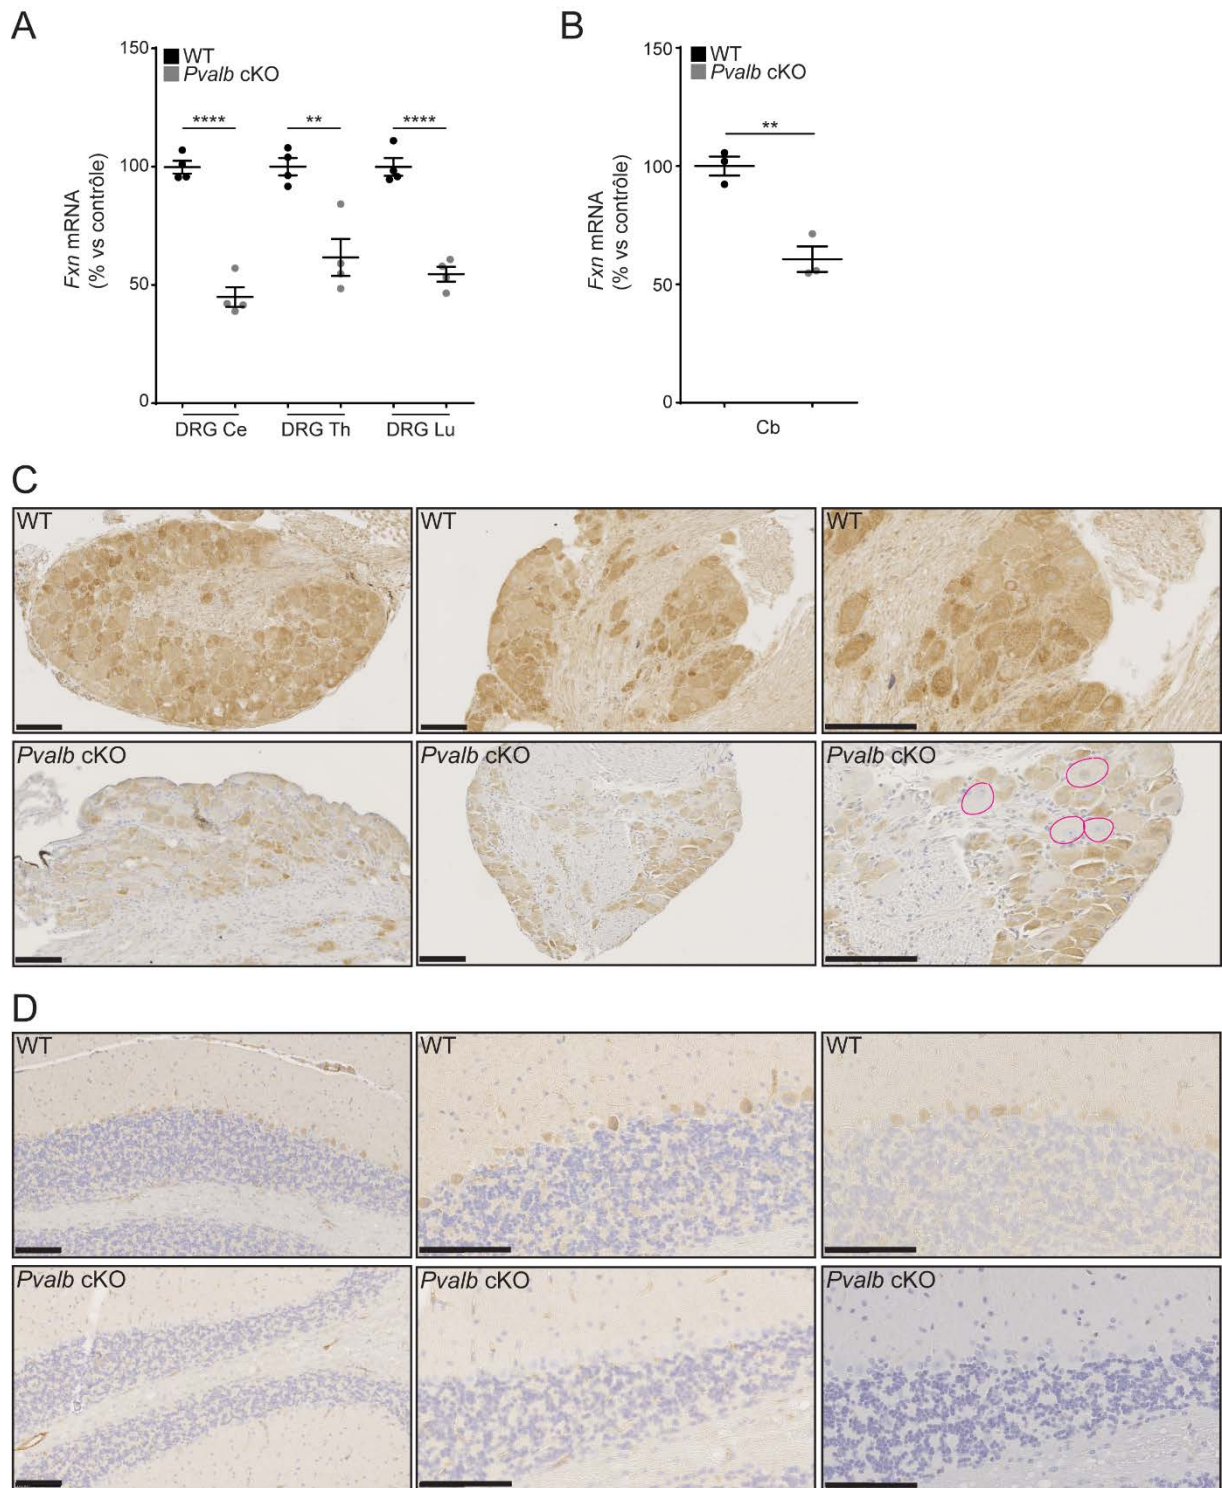 A
B
150
WT
Pvalb cKO
****
**
****
100
50
0
Fxn mRNA
(% vs contrôle)
DRG Ce
DRG Th
DRG Lu
150
WT
Pvalb cKO
**
100
50
0
Fxn mRNA
(% vs contrôle)
Cb
C
WT
WT
WT
Pvalb cKO
Pvalb cKO
Pvalb cKO
D
WT
WT
WT
Pvalb cKO
Pvalb cKO
Pvalb cKO